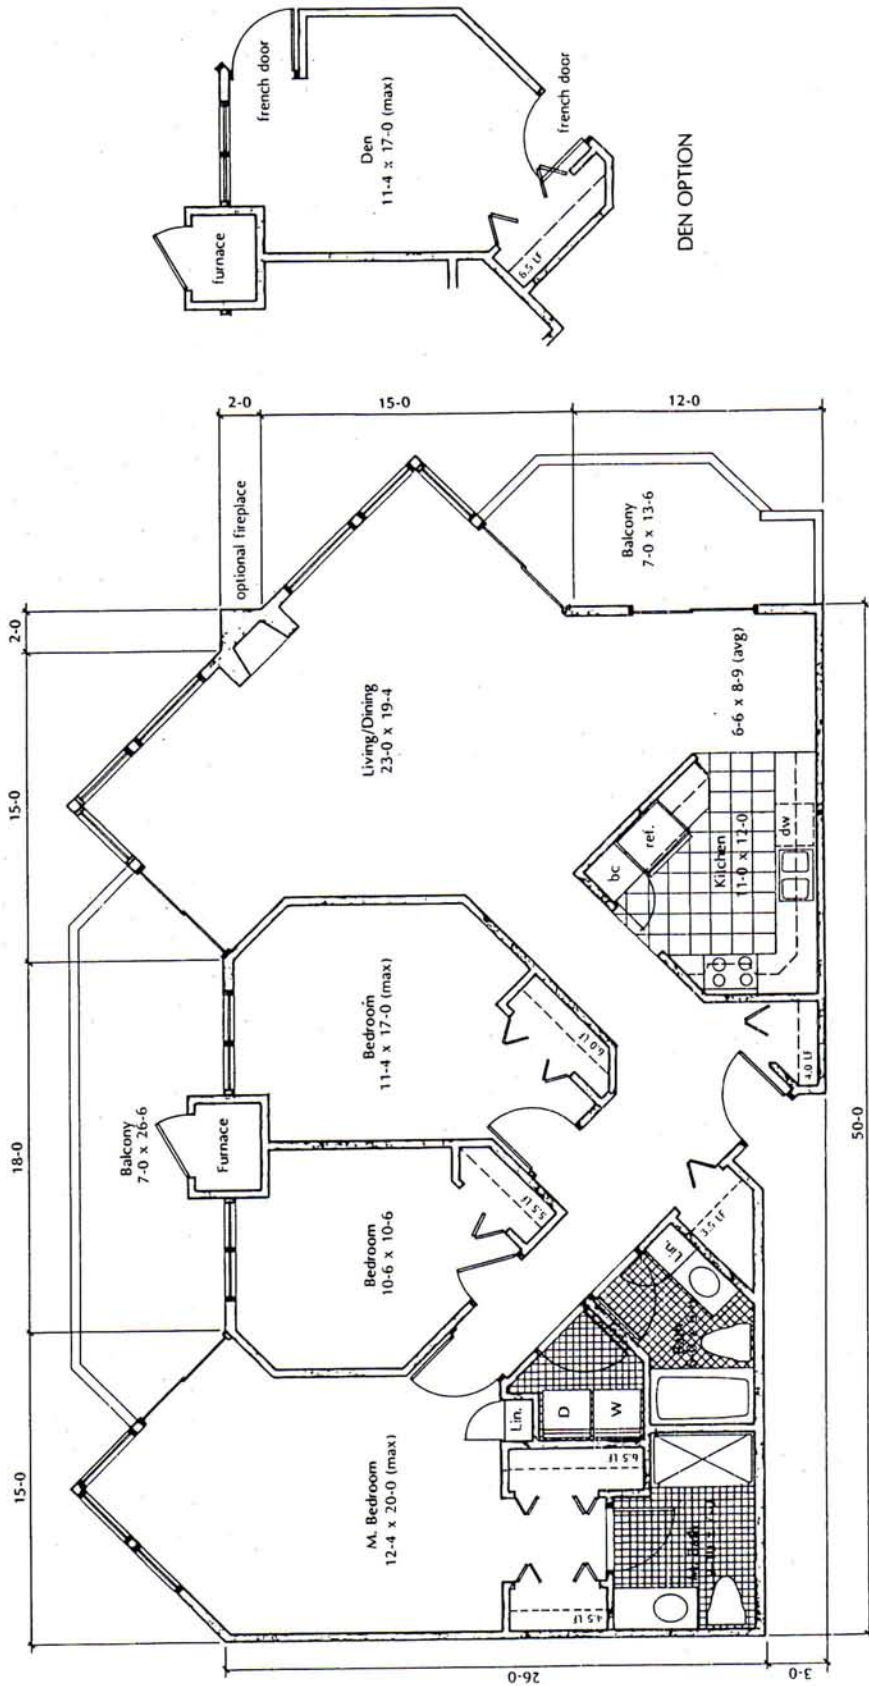 15-0
18-0
15-0
2-0
Balcony
7-0 x 26-6
Furnace
optional fireplace
2-0
15-0
12-0
M. Bedroom
12-4 x 20-0 (max)
Bedroom
10-6 x 10-6
Bedroom
11-4 x 17-0 (max)
Living/Dining
23-0 x 19-4
Balcony
7-0 x 13-6
6-6 x 8-9 (avg)
Kitchen
11-0 x 12-0
bc
ref.
dw
Lin.
D
W
Lin.
4.5 LF
6.5 LF
5.5 LF
6.0 LF
3.5 LF
4.0 LF
M. Bath
Bath
26-0
3-0
50-0
furnace
french door
Den
11-4 x 17-0 (max)
french door
6.5 LF
DEN OPTION